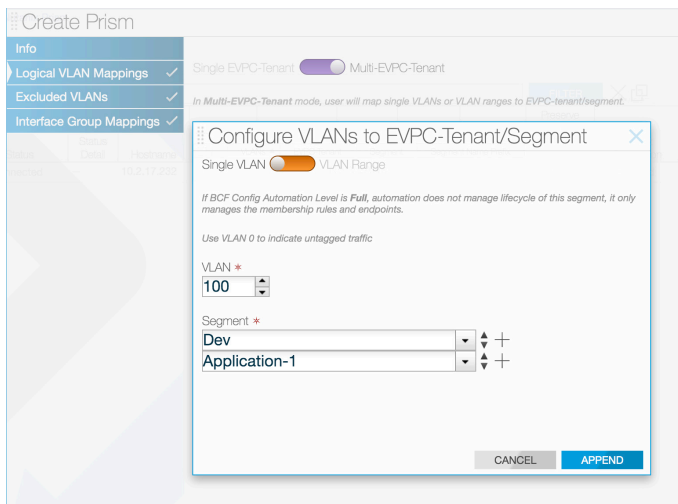 Create Prism
Info
Logical VLAN Mappings
Excluded VLANs
Interface Group Mappings
Single EVPC-Tenant Multi-EVPC-Tenant
In Multi-EVPC-Tenant mode, user will map single VLANs or VLAN ranges to EVPC-tenant/segment.
Configure VLANs to EVPC-Tenant/Segment
Single VLAN VLAN Range
If BCF Config Automation Level is Full, automation does not manage lifecycle of this segment, it only
manages the membership rules and endpoints.
Use VLAN 0 to indicate untagged traffic
VLAN *
100
Segment *
Dev
Application-1
CANCEL APPEND
Status
Detail
Hostname